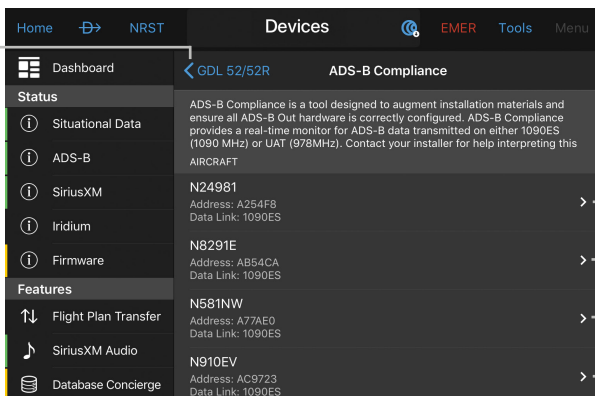 Home NRST Devices EMER Tools Menu
Dashboard
Status
Situational Data
ADS-B
SiriusXM
Iridium
Firmware
Features
Flight Plan Transfer
SiriusXM Audio
Database Concierge
GDL 52/52R ADS-B Compliance
ADS-B Compliance is a tool designed to augment installation materials and
ensure all ADS-B Out hardware is correctly configured. ADS-B Compliance
provides a real-time monitor for ADS-B data transmitted on either 1090ES
(1090 MHz) or UAT (978MHz). Contact your installer for help interpreting this
AIRCRAFT
N24981
Address: A254F8
Data Link: 1090ES
N8291E
Address: AB54CA
Data Link: 1090ES
N581NW
Address: A77AE0
Data Link: 1090ES
N910EV
Address: AC9723
Data Link: 1090ES